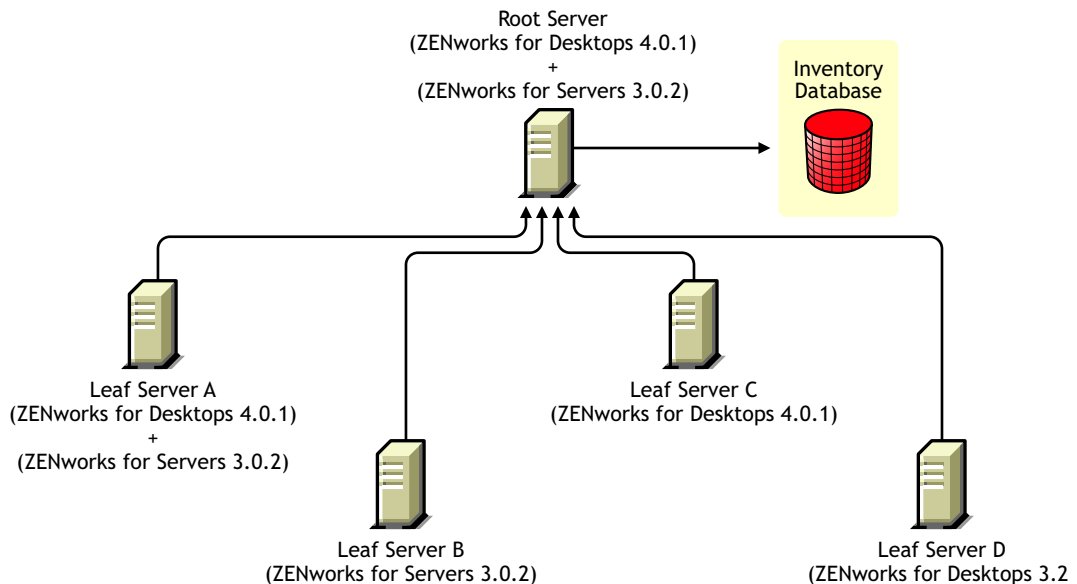 Root Server
(ZENworks for Desktops 4.0.1)
+
(ZENworks for Servers 3.0.2)
Inventory
Database
Leaf Server A
(ZENworks for Desktops 4.0.1)
+
(ZENworks for Servers 3.0.2)
Leaf Server C
(ZENworks for Desktops 4.0.1)
Leaf Server B
(ZENworks for Servers 3.0.2)
Leaf Server D
(ZENworks for Desktops 3.2